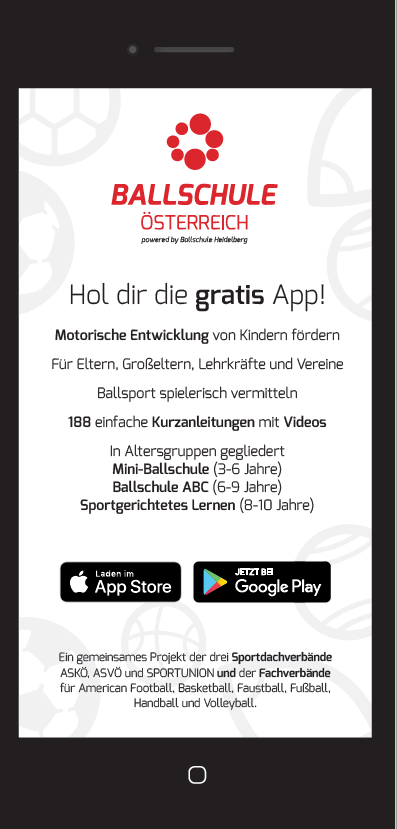 BALLSCHULE
ÖSTERREICH
powered by Ballschule Heidelberg
Hol dir die gratis App!
Motorische Entwicklung von Kindern fördern
Für Eltern, Großeltern, Lehrkräfte und Vereine
Ballsport spielerisch vermitteln
188 einfache Kurzanleitungen mit Videos
In Altersgruppen gegliedert
Mini-Ballschule (3-6 Jahre)
Ballschule ABC (6-9 Jahre)
Sportgerichtetes Lernen (8-10 Jahre)
Laden im
App Store
JETZT BEI
Google Play
Ein gemeinsames Projekt der drei Sportdachverbände
ASKÖ, ASVÖ und SPORTUNION und der Fachverbände
für American Football, Basketball, Faustball, Fußball,
Handball und Volleyball.